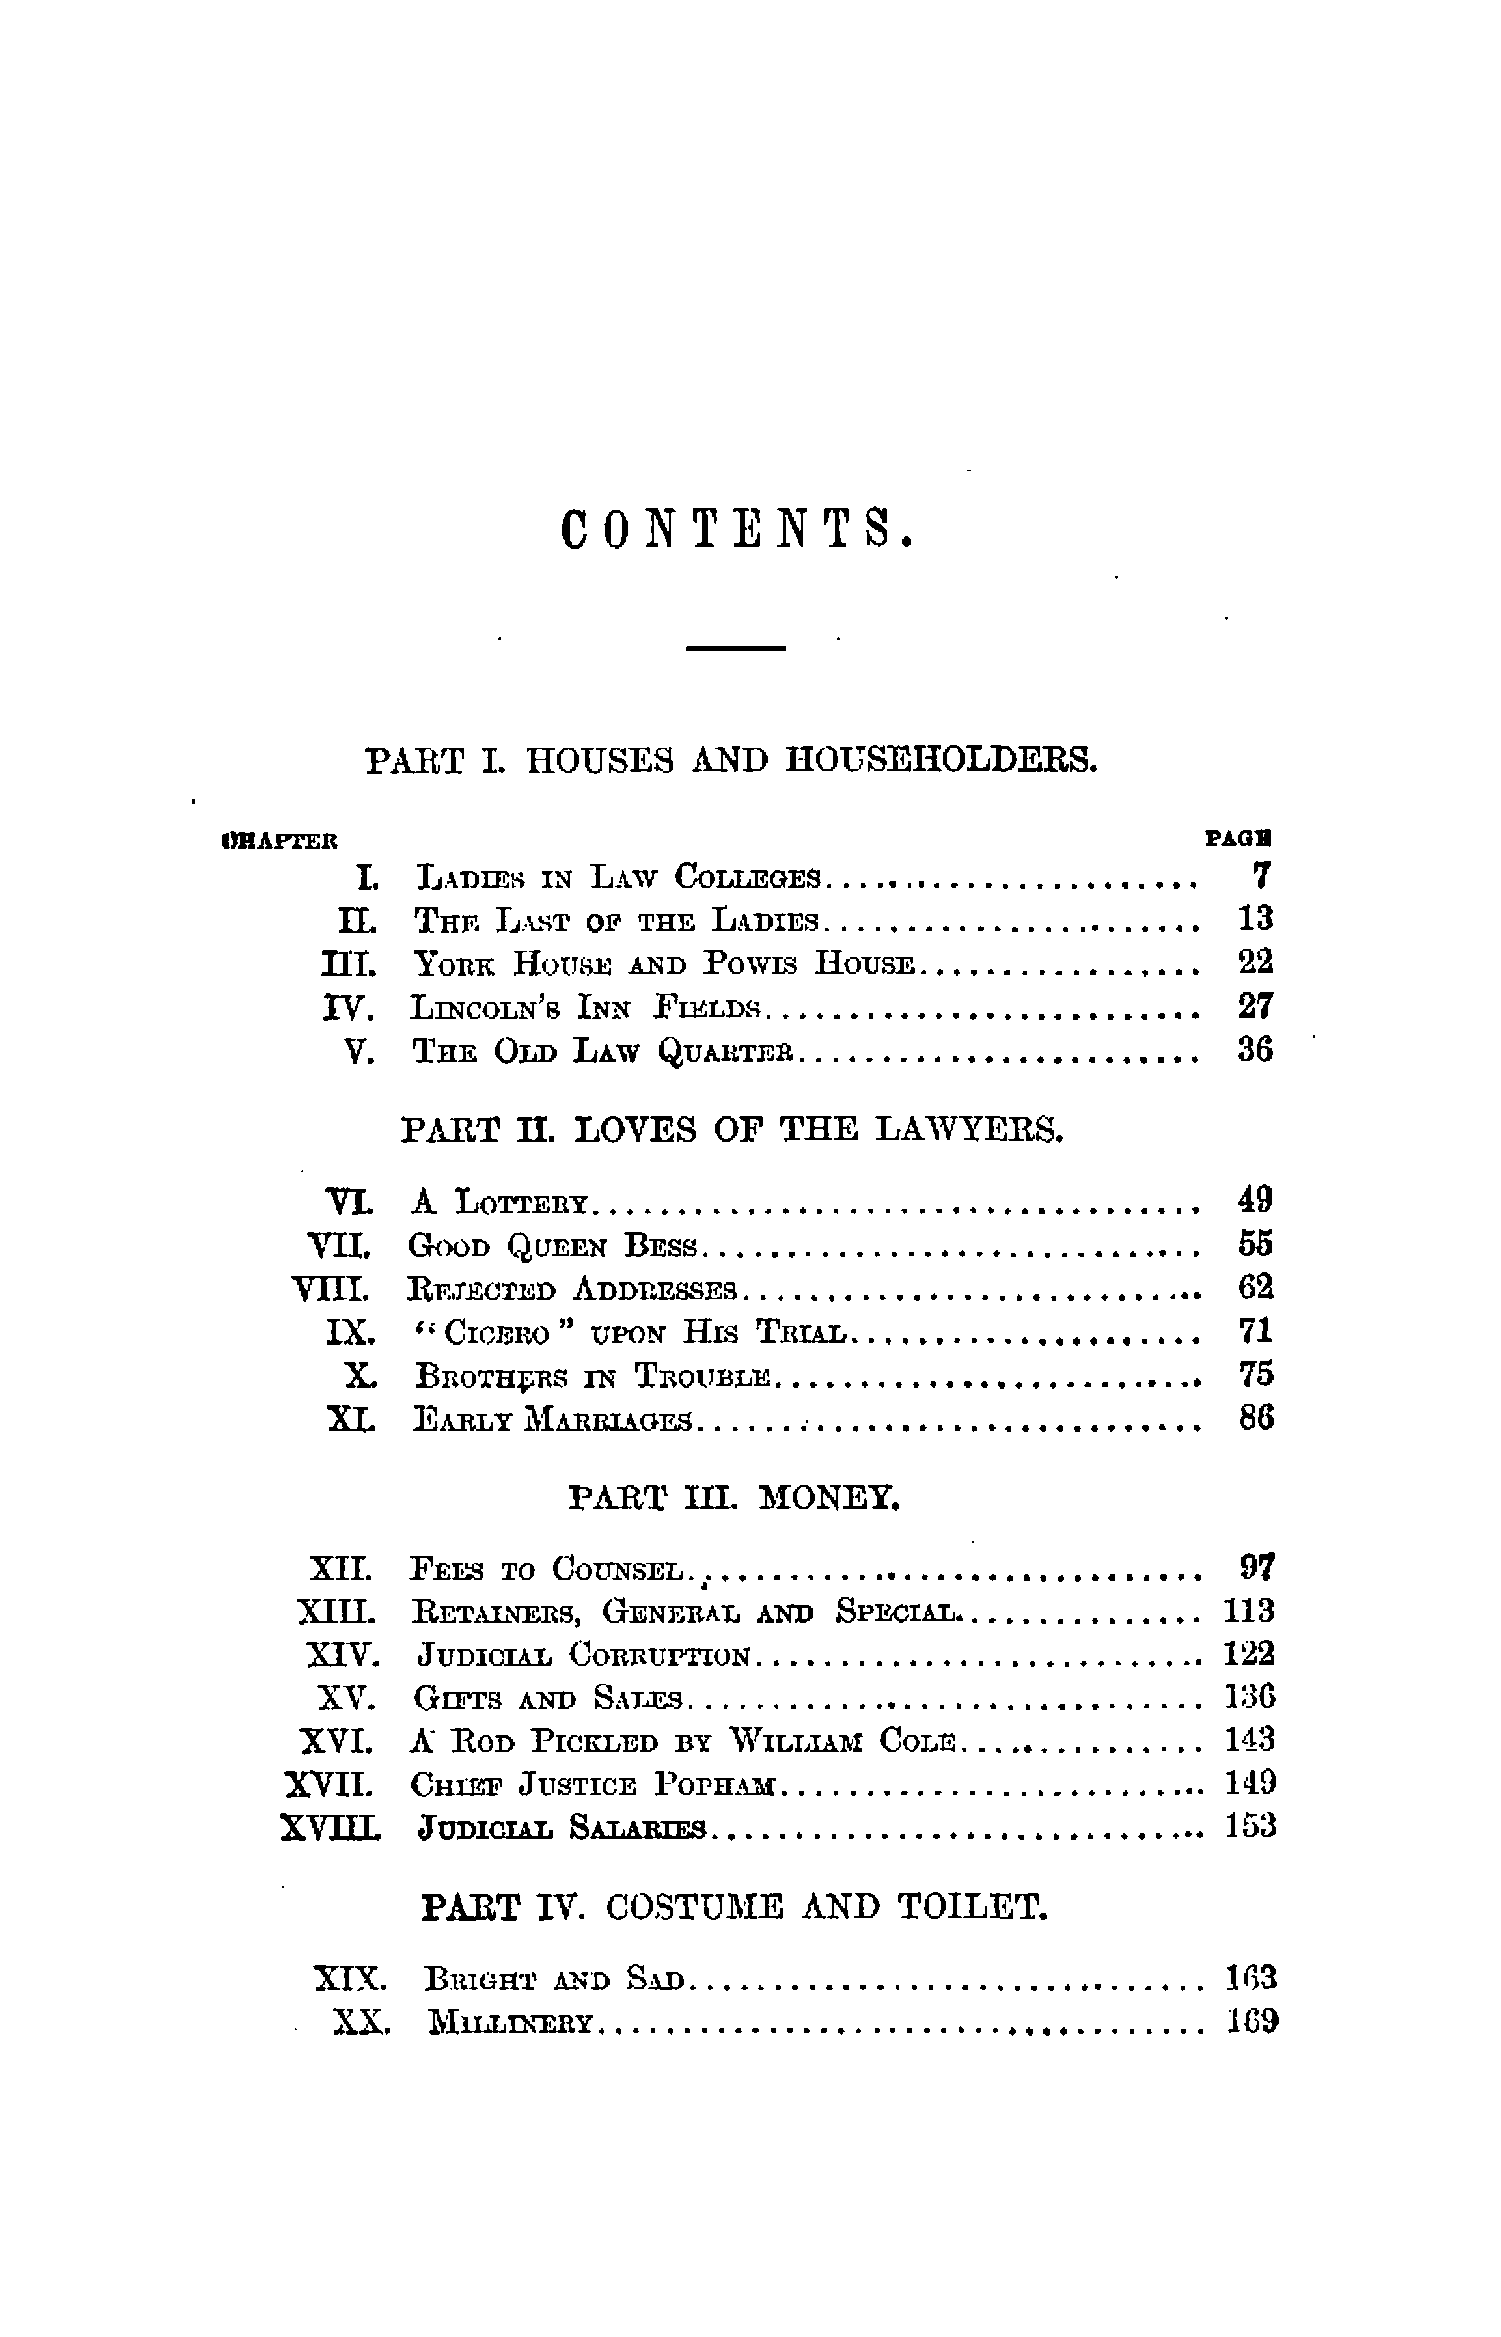 CONTENTS.
PART I. HOUSES AND HOUSEHOLDERS.
CHAPTER PAGE
I. LADIES IN LAW COLLEGES........................ 7
II. THE LAST OF THE LADIES....................... 13
III. YORK HOUSE AND POWIS HOUSE................. 22
IV. LINCOLN'S INN FIELDS.......................... 27
V. THE OLD LAW QUARTER........................ 36
PART II. LOVES OF THE LAWYERS.
VI. A LOTTERY.................................... 49
VII. GOOD QUEEN BESS.............................. 55
VIII. REJECTED ADDRESSES........................... 62
IX. “CICERO” UPON HIS TRIAL..................... 71
X. BROTHERS IN TROUBLE......................... 75
XI. EARLY MARRIAGES.............................. 86
PART III. MONEY.
XII. FEES TO COUNSEL............................... 97
XIII. RETAINERS, GENERAL AND SPECIAL............... 113
XIV. JUDICIAL CORRUPTION........................... 122
XV. GIFTS AND SALES............................... 136
XVI. A ROD PICKLED BY WILLIAM COLE............... 143
XVII. CHIEF JUSTICE POPHAM.......................... 149
XVIII. JUDICIAL SALARIES.............................. 153
PART IV. COSTUME AND TOILET.
XIX. BRIGHT AND SAD............................... 163
XX. MILLINERY.................................... 169